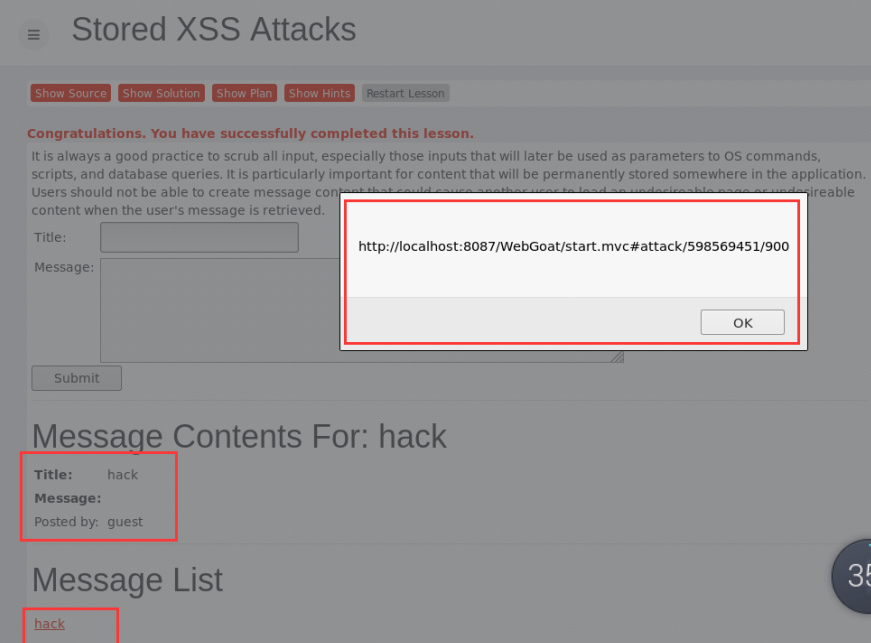 Stored XSS Attacks
Show Source Show Solution Show Plan Show Hints Restart Lesson
Congratulations. You have successfully completed this lesson.
It is always a good practice to scrub all input, especially those inputs that will later be used as parameters to OS commands,
scripts, and database queries. It is particularly important for content that will be permanently stored somewhere in the application.
Users should not be able to create message content that could cause another user to load an undesireable page or undesireable
content when the user's message is retrieved.
Title:
http://localhost:8087/WebGoat/start.mvc#attack/598569451/900
Message:
OK
Submit
Message Contents For: hack
Title: hack
Message:
Posted by: guest
Message List
35
hack